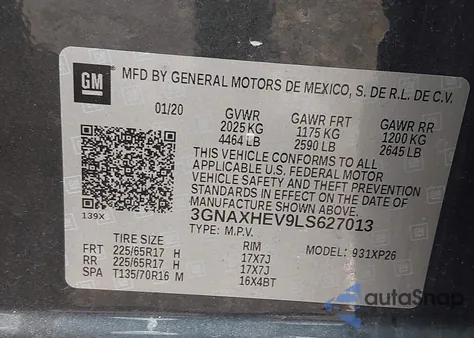 GM
MFD BY GENERAL MOTORS DE MEXICO, S. DE R.L. DE C.V.
01/20
GVWR GAWR FRT GAWR RR
2025 KG 1175 KG 1200 KG
4464 LB 2590 LB 2645 LB
THIS VEHICLE CONFORMS TO ALL
APPLICABLE U.S. FEDERAL MOTOR
VEHICLE SAFETY AND THEFT
PREVENTION STANDARDS IN
EFFECT ON THE DATE OF
MANUFACTURE SHOWN ABOVE.
139X
3GNAXHEV9LS627013
TYPE: M.P.V. MODEL: 931XP26
TIRE SIZE RIM
FRT 225/65R17 H 17X7J
RR 225/65R17 H 17X7J
SPA T135/70R16 M 16X4BT
autoSnap